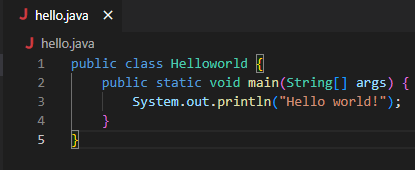 J hello.java ×
J hello.java
1 public class Helloworld {
2     public static void main(String[] args) {
3         System.out.println("Hello world!");
4     }
5 }